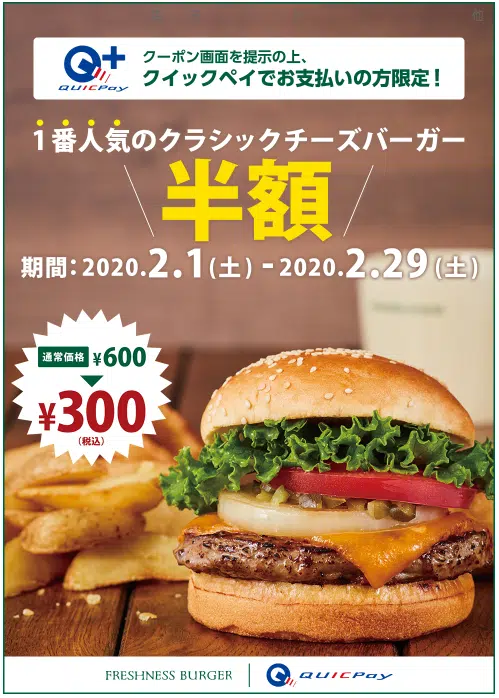 Q+
QUICPay
クーポン画面を提示の上、
クイックペイでお支払いの方限定！
1番人気のクラシックチーズバーガー
半額
期間：2020.2.1(土) - 2020.2.29(土)
通常価格 ¥600
¥300
(税込)
FRESHNESS BURGER
QUICPay